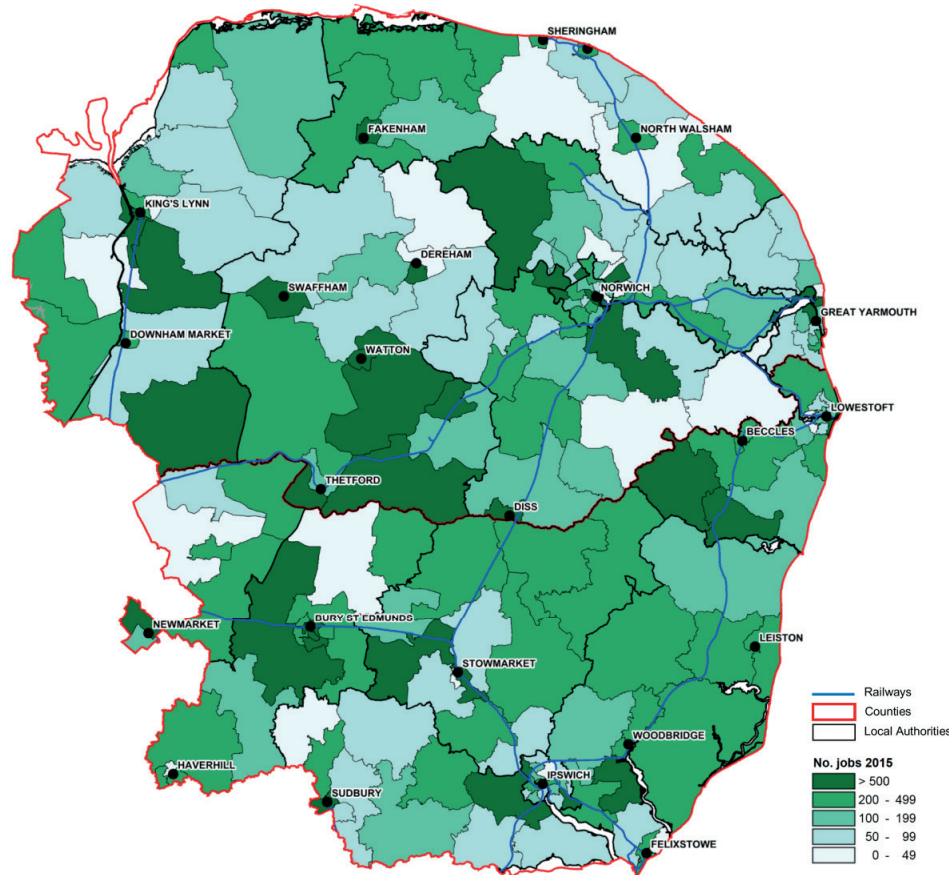 SHERINGHAM
FAKENHAM
NORTH WALSHAM
KING'S LYNN
DEREHAM
SWAFFHAM
NORWICH
GREAT YARMOUTH
DOWNHAM MARKET
WATTON
LOWESTOFT
BECCLES
THETFORD
DISS
BURY ST EDMUNDS
NEWMARKET
LEISTON
STOWMARKET
Railways
Counties
Local Authorities
WOODBRIDGE
No. jobs 2015
HAVERHILL
IPSWICH
> 500
200 - 499
SUDBURY
100 - 199
50 - 99
FELIXSTOWE
0 - 49